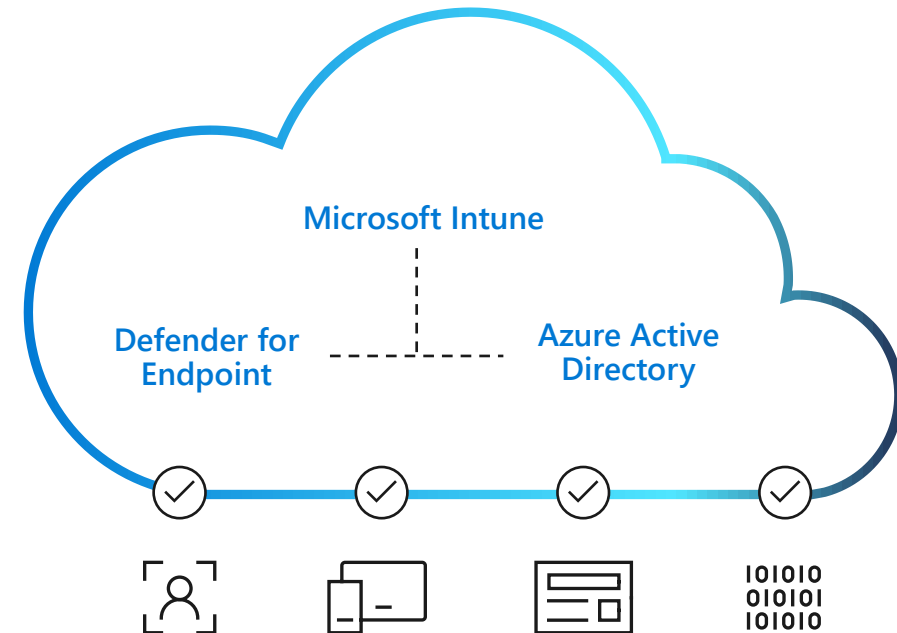 Microsoft Intune
Defender for
Endpoint
Azure Active
Directory
101010
010101
101010